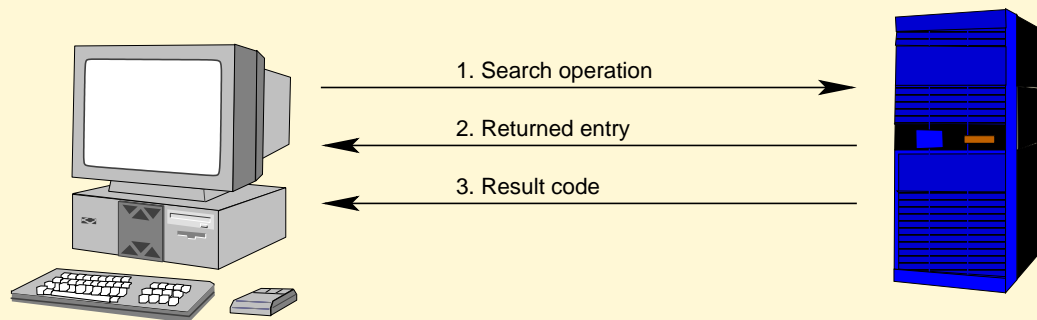 1. Search operation
2. Returned entry
3. Result code